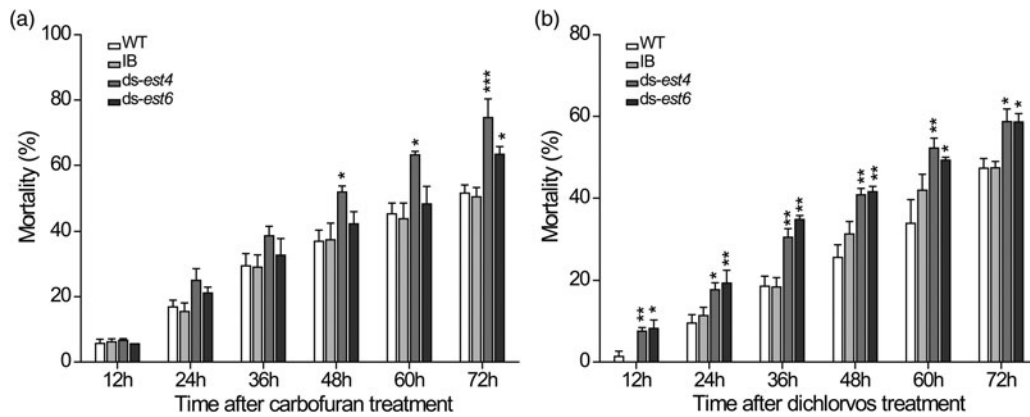 (a)
WT
IB
ds-est4
ds-est6
Mortality (%)
100
80
60
40
20
0
*
*
***
*
12h 24h 36h 48h 60h 72h
Time after carbofuran treatment
(b)
WT
IB
ds-est4
ds-est6
Mortality (%)
80
60
40
20
0
** *
* **
** **
** **
** *
* *
12h 24h 36h 48h 60h 72h
Time after dichlorvos treatment